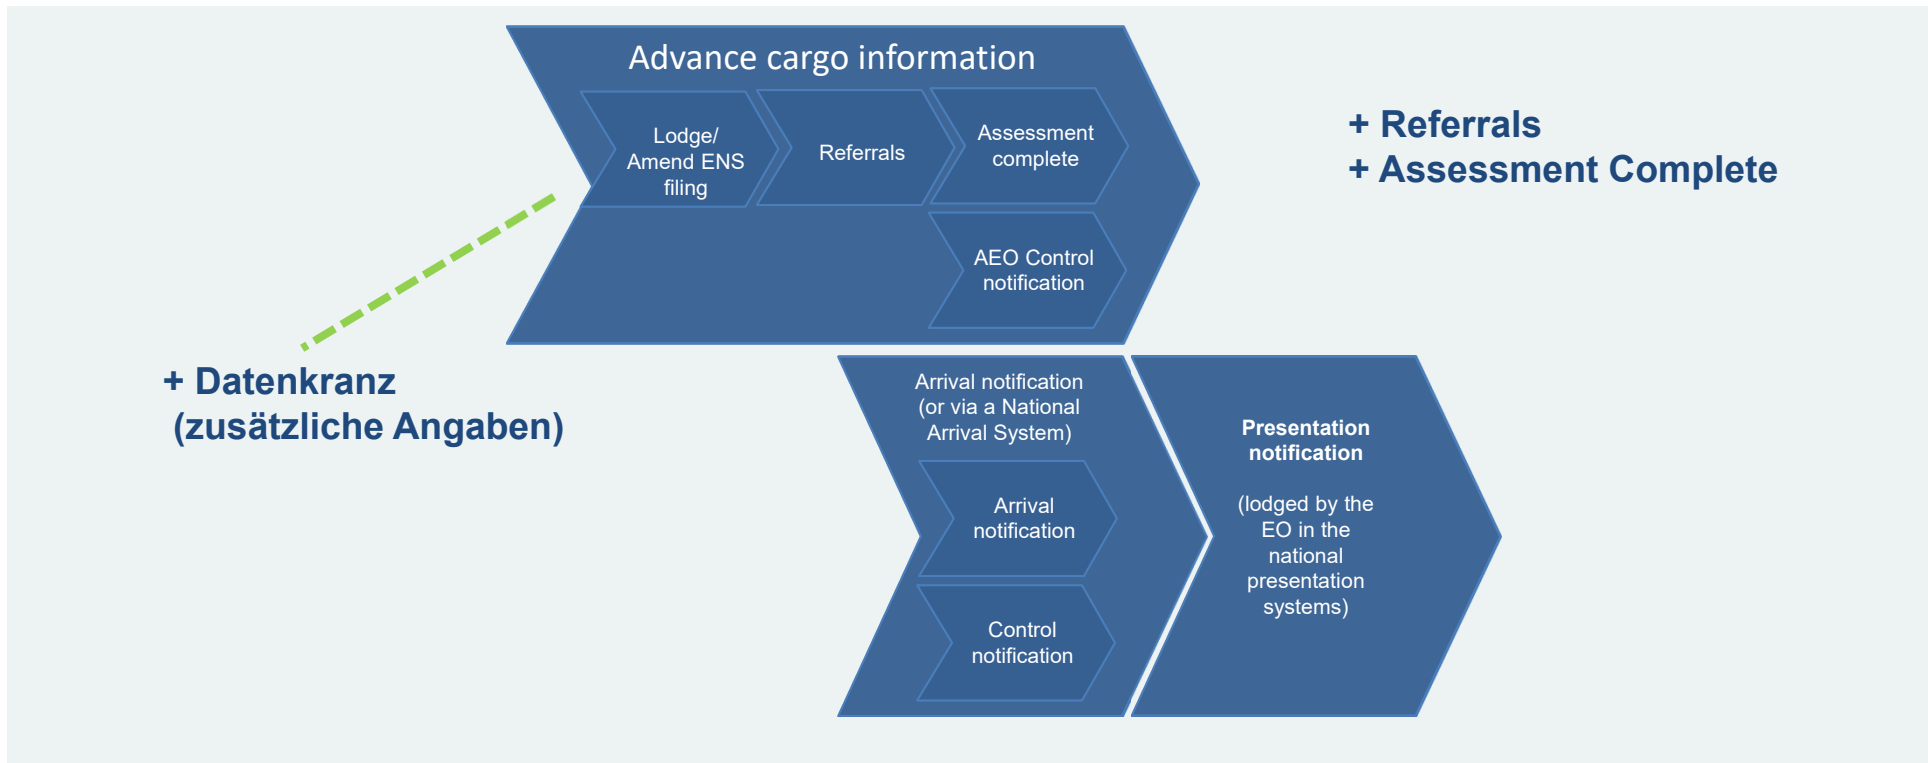 Advance cargo information
Lodge/
Amend ENS
filing
Referrals
Assessment
complete
AEO Control
notification
+ Referrals
+ Assessment Complete
+ Datenkranz
(zusätzliche Angaben)
Arrival notification
(or via a National
Arrival System)
Arrival
notification
Control
notification
Presentation
notification
(lodged by the
EO in the
national
presentation
systems)